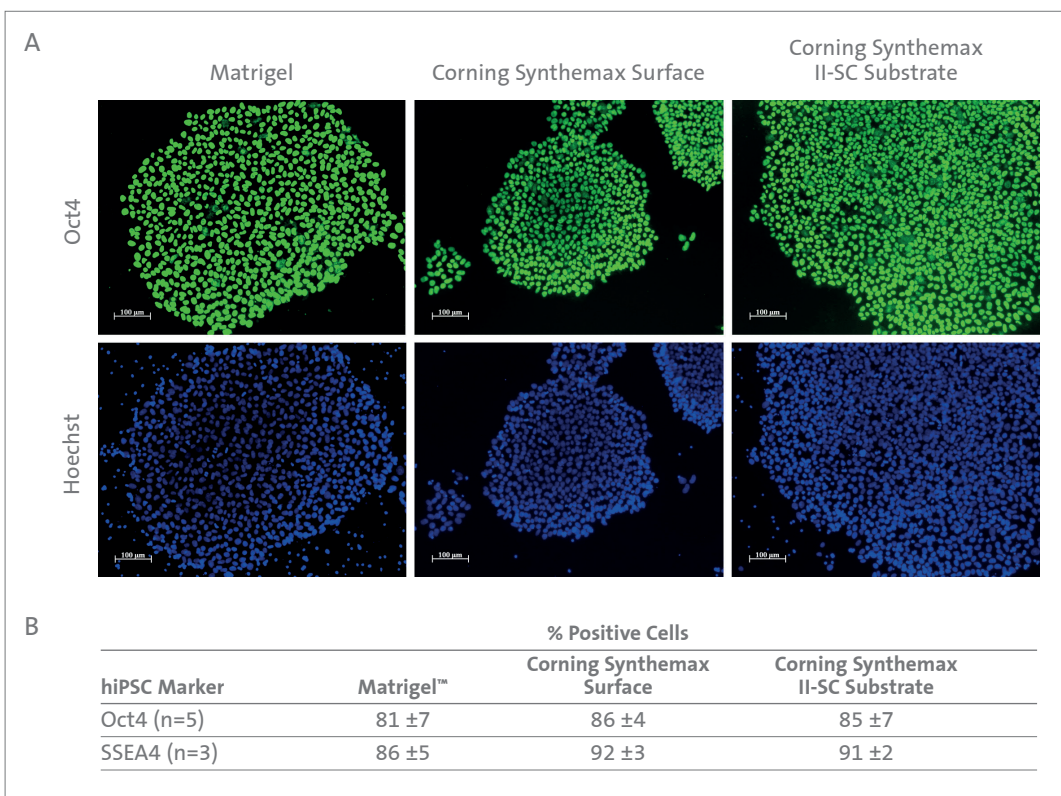 A
Matrigel
Corning Synthemax Surface
Corning Synthemax
II-SC Substrate
Oct4
100 µm
100 µm
100 µm
Hoechst
100 µm
100 µm
100 µm
B
% Positive Cells
hiPSC Marker
Matrigel™
Corning Synthemax
Surface
Corning Synthemax
II-SC Substrate
Oct4 (n=5) 81 ±7 86 ±4 85 ±7
SSEA4 (n=3) 86 ±5 92 ±3 91 ±2